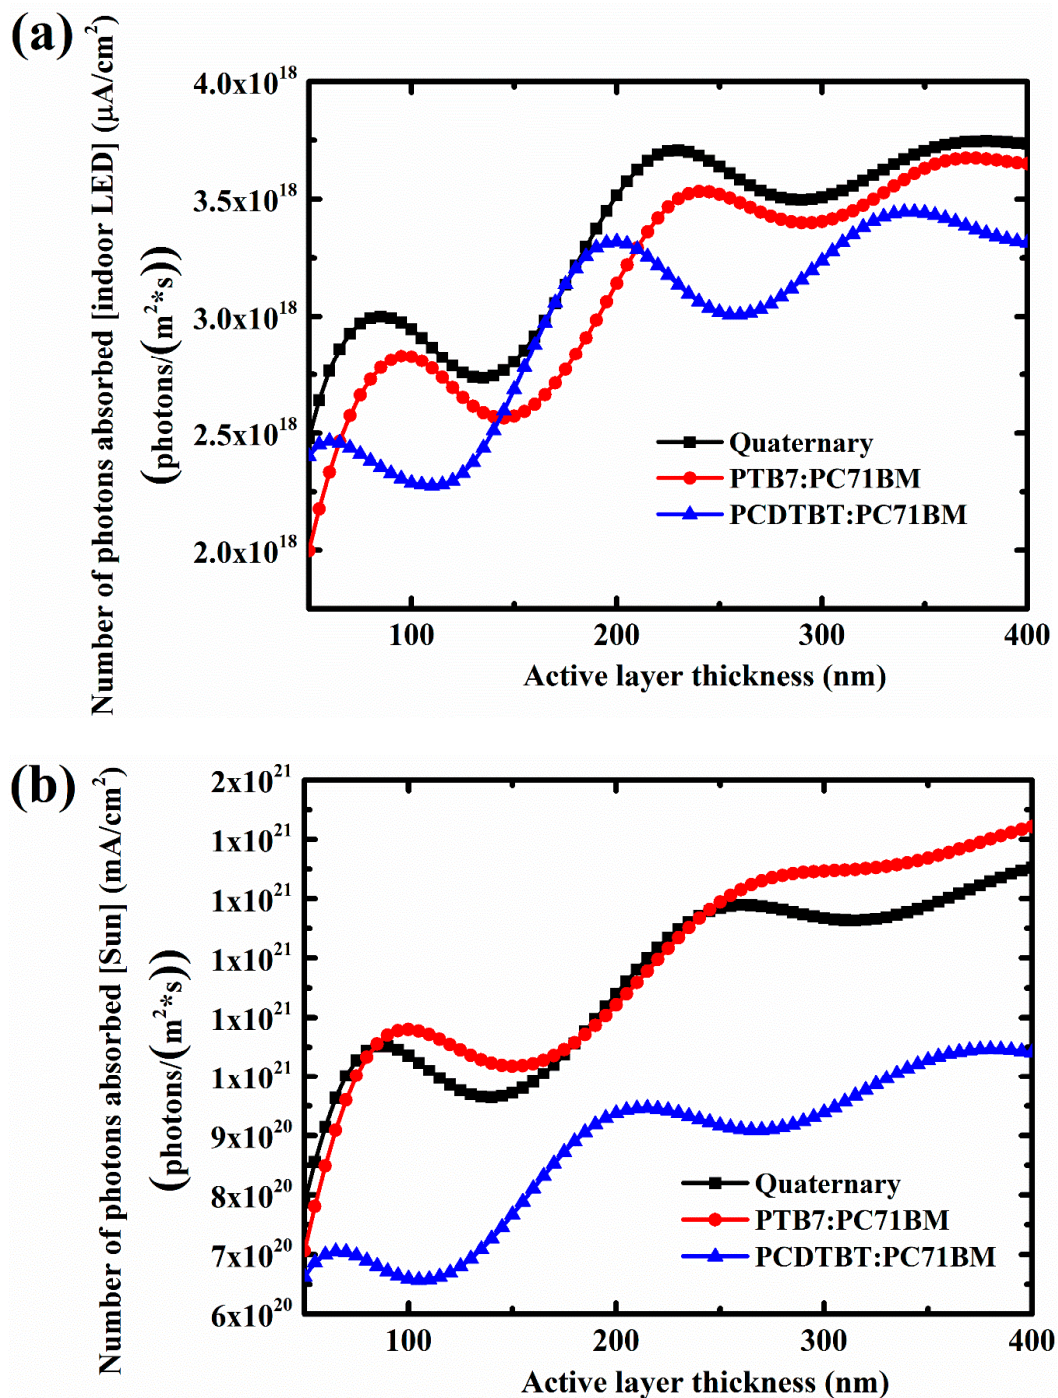 (a)
Number of photons absorbed [indoor LED] (μA/cm²)
(photons/(m²*s))
4.0x10¹⁸
3.5x10¹⁸
3.0x10¹⁸
2.5x10¹⁸
2.0x10¹⁸
Quaternary
PTB7:PC71BM
PCDTBT:PC71BM
100 200 300 400
Active layer thickness (nm)
(b)
Number of photons absorbed [Sun] (mA/cm²)
(photons/(m²*s))
2x10²¹
1x10²¹
1x10²¹
1x10²¹
1x10²¹
1x10²¹
9x10²⁰
8x10²⁰
7x10²⁰
6x10²⁰
Quaternary
PTB7:PC71BM
PCDTBT:PC71BM
100 200 300 400
Active layer thickness (nm)